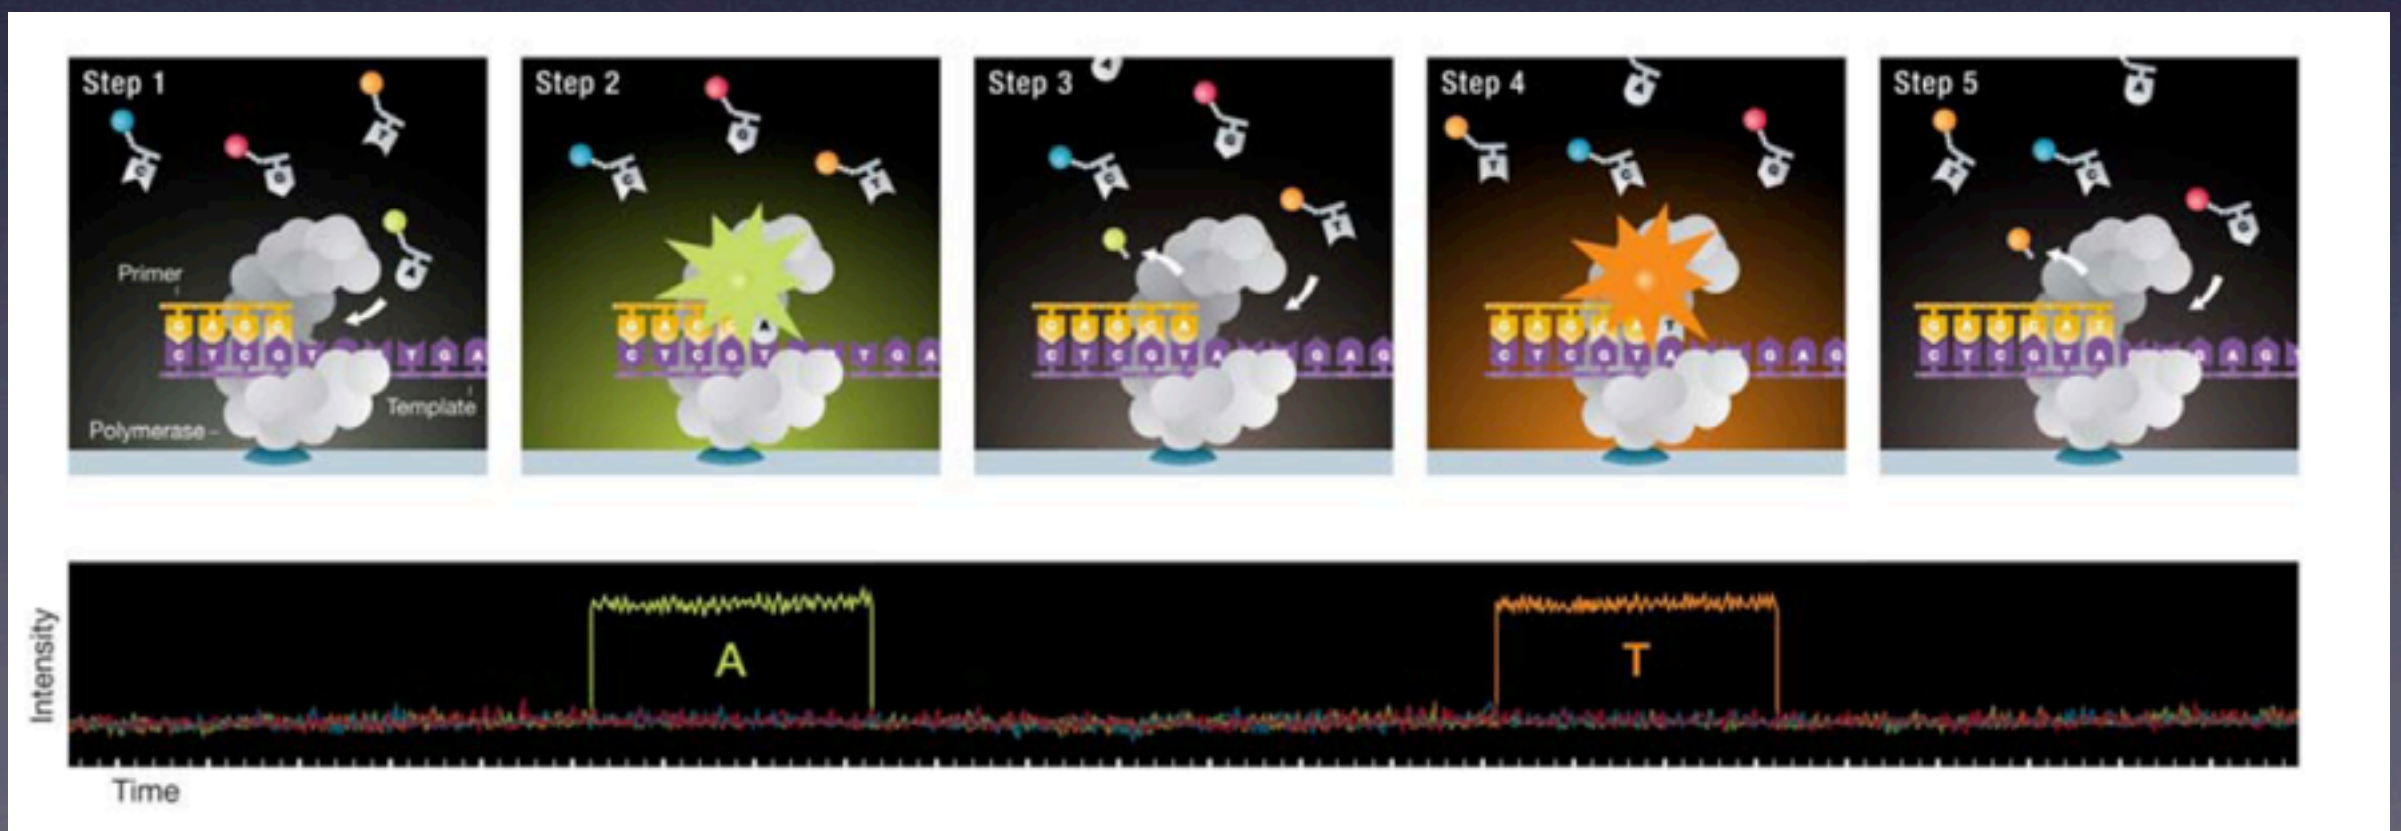 Step 1
Step 2
Step 3
Step 4
Step 5
C
G
T
A
Primer
G A G C
C T C G T T G A
Template
Polymerase
C
G
T
G A G C A
C T C G T T G A
A
C
G
T
G A G C A
C T C G T A G A G
T
A
C
G
G A G C A T
C T C G T A G A G
A
T
C
G
G A G C A T
C T C G T A G A G
Intensity
A
T
Time